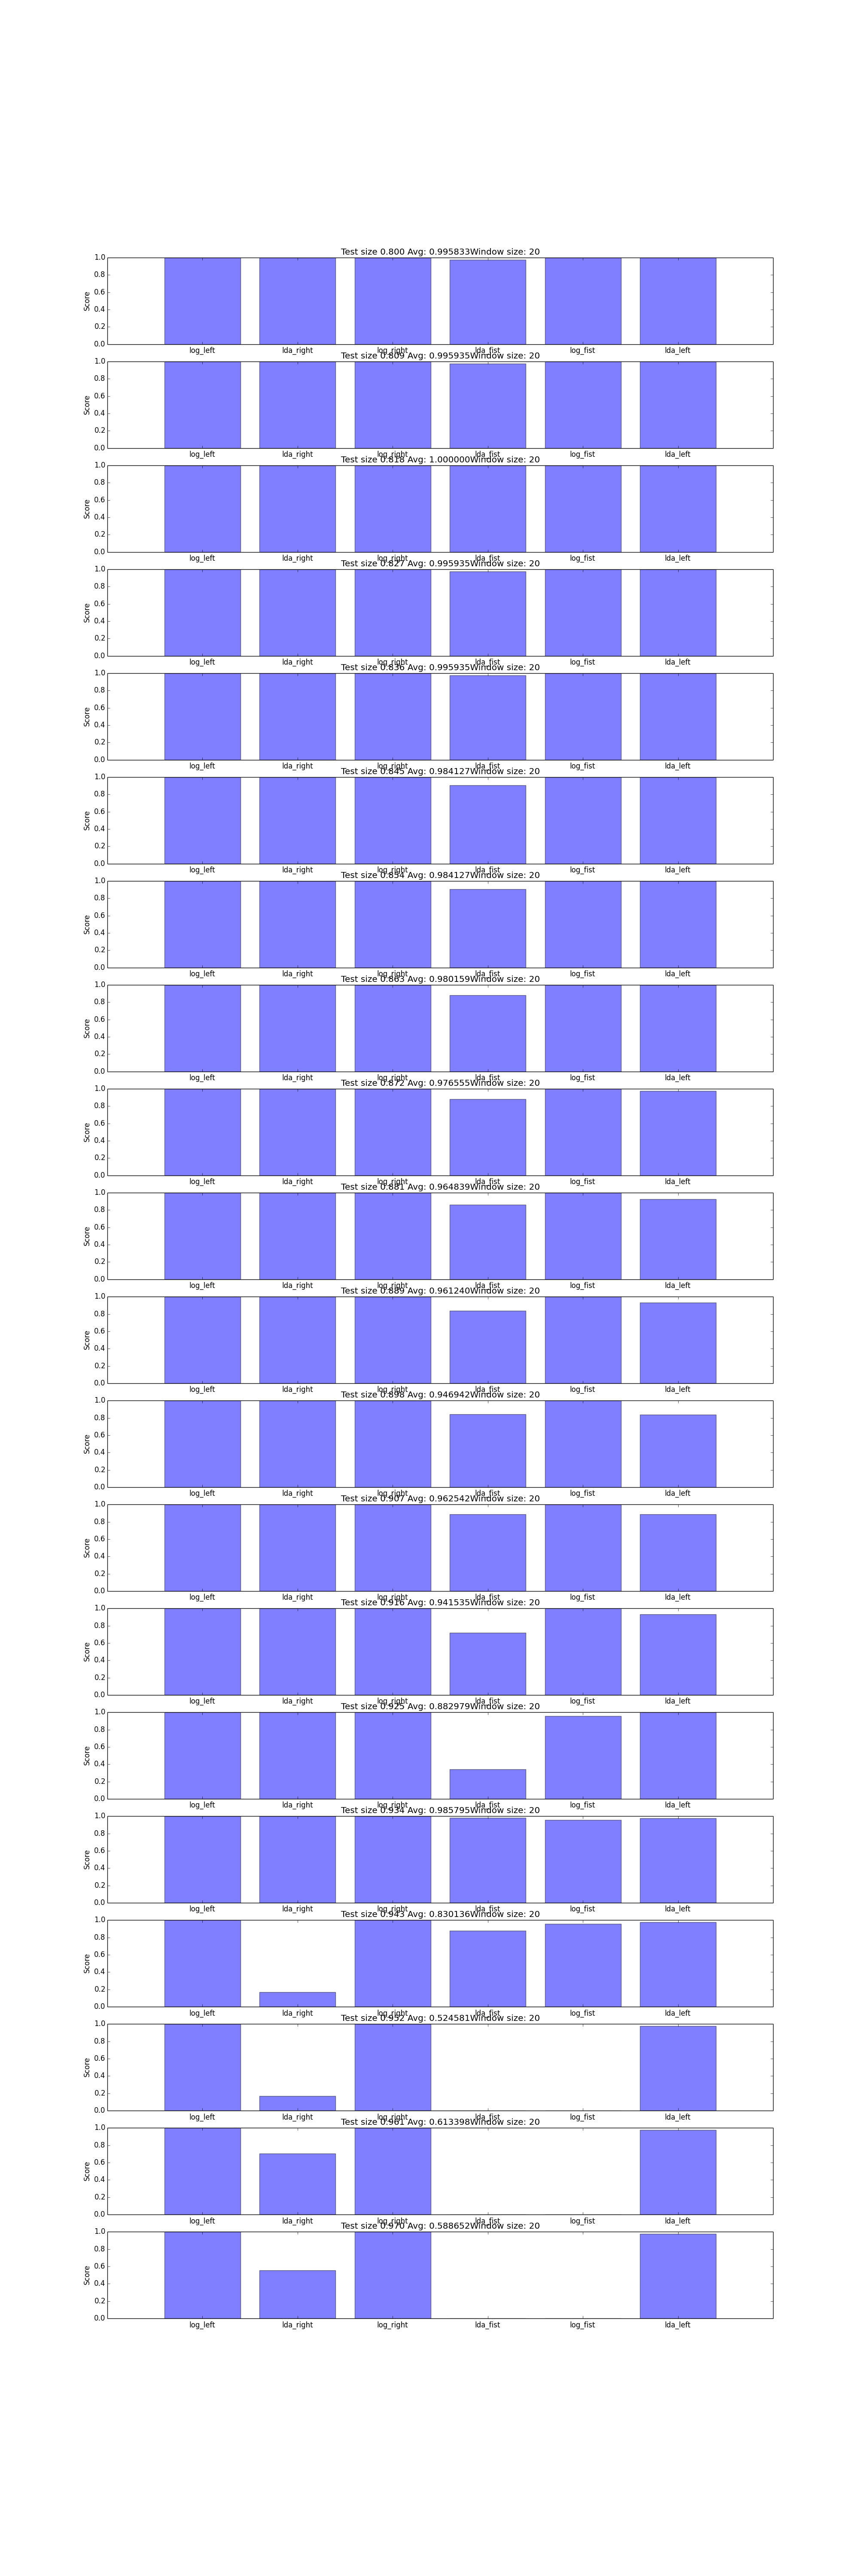 Test size 0.800 Avg: 0.995833Window size: 20
1.0
0.8
0.6
0.4
0.2
0.0
Score
log_left lda_right log_right lda_fist log_fist lda_left
Test size 0.809 Avg: 0.995935Window size: 20
1.0
0.8
0.6
0.4
0.2
0.0
Score
log_left lda_right log_right lda_fist log_fist lda_left
Test size 0.818 Avg: 1.000000Window size: 20
1.0
0.8
0.6
0.4
0.2
0.0
Score
log_left lda_right log_right lda_fist log_fist lda_left
Test size 0.827 Avg: 0.995935Window size: 20
1.0
0.8
0.6
0.4
0.2
0.0
Score
log_left lda_right log_right lda_fist log_fist lda_left
Test size 0.836 Avg: 0.995935Window size: 20
1.0
0.8
0.6
0.4
0.2
0.0
Score
log_left lda_right log_right lda_fist log_fist lda_left
Test size 0.845 Avg: 0.984127Window size: 20
1.0
0.8
0.6
0.4
0.2
0.0
Score
log_left lda_right log_right lda_fist log_fist lda_left
Test size 0.854 Avg: 0.984127Window size: 20
1.0
0.8
0.6
0.4
0.2
0.0
Score
log_left lda_right log_right lda_fist log_fist lda_left
Test size 0.863 Avg: 0.980159Window size: 20
1.0
0.8
0.6
0.4
0.2
0.0
Score
log_left lda_right log_right lda_fist log_fist lda_left
Test size 0.872 Avg: 0.976555Window size: 20
1.0
0.8
0.6
0.4
0.2
0.0
Score
log_left lda_right log_right lda_fist log_fist lda_left
Test size 0.881 Avg: 0.964839Window size: 20
1.0
0.8
0.6
0.4
0.2
0.0
Score
log_left lda_right log_right lda_fist log_fist lda_left
Test size 0.889 Avg: 0.961240Window size: 20
1.0
0.8
0.6
0.4
0.2
0.0
Score
log_left lda_right log_right lda_fist log_fist lda_left
Test size 0.898 Avg: 0.946942Window size: 20
1.0
0.8
0.6
0.4
0.2
0.0
Score
log_left lda_right log_right lda_fist log_fist lda_left
Test size 0.907 Avg: 0.962542Window size: 20
1.0
0.8
0.6
0.4
0.2
0.0
Score
log_left lda_right log_right lda_fist log_fist lda_left
Test size 0.916 Avg: 0.941535Window size: 20
1.0
0.8
0.6
0.4
0.2
0.0
Score
log_left lda_right log_right lda_fist log_fist lda_left
Test size 0.925 Avg: 0.882979Window size: 20
1.0
0.8
0.6
0.4
0.2
0.0
Score
log_left lda_right log_right lda_fist log_fist lda_left
Test size 0.934 Avg: 0.985795Window size: 20
1.0
0.8
0.6
0.4
0.2
0.0
Score
log_left lda_right log_right lda_fist log_fist lda_left
Test size 0.943 Avg: 0.830136Window size: 20
1.0
0.8
0.6
0.4
0.2
0.0
Score
log_left lda_right log_right lda_fist log_fist lda_left
Test size 0.952 Avg: 0.524581Window size: 20
1.0
0.8
0.6
0.4
0.2
0.0
Score
log_left lda_right log_right lda_fist log_fist lda_left
Test size 0.961 Avg: 0.613398Window size: 20
1.0
0.8
0.6
0.4
0.2
0.0
Score
log_left lda_right log_right lda_fist log_fist lda_left
Test size 0.970 Avg: 0.588652Window size: 20
1.0
0.8
0.6
0.4
0.2
0.0
Score
log_left lda_right log_right lda_fist log_fist lda_left